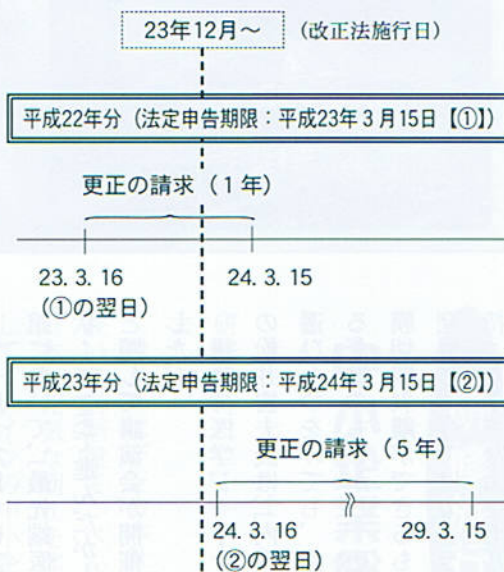 23年12月～ (改正法施行日)
平成22年分（法定申告期限：平成23年3月15日【①】）
更正の請求（1年）
23. 3. 16 24. 3. 15
(①の翌日)
平成23年分（法定申告期限：平成24年3月15日【②】）
更正の請求（5年）
24. 3. 16 29. 3. 15
(②の翌日)